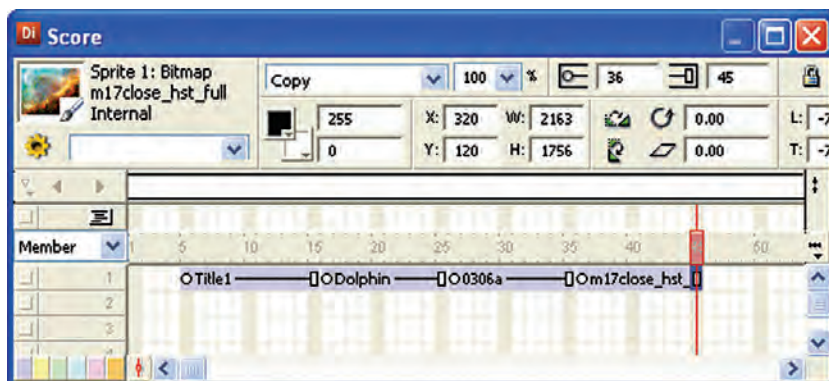 Di Score
Sprite 1: Bitmap
m17close_hst_full
Internal
Copy 100 % 36 45
255 X: 320 W: 2163 0.00 L: -7
0 Y: 120 H: 1756 0.00 T: -7
Member 1 5 10 15 20 25 30 35 40 50
1 Title1 Dolphin 0306a m17close_hst_
2
3